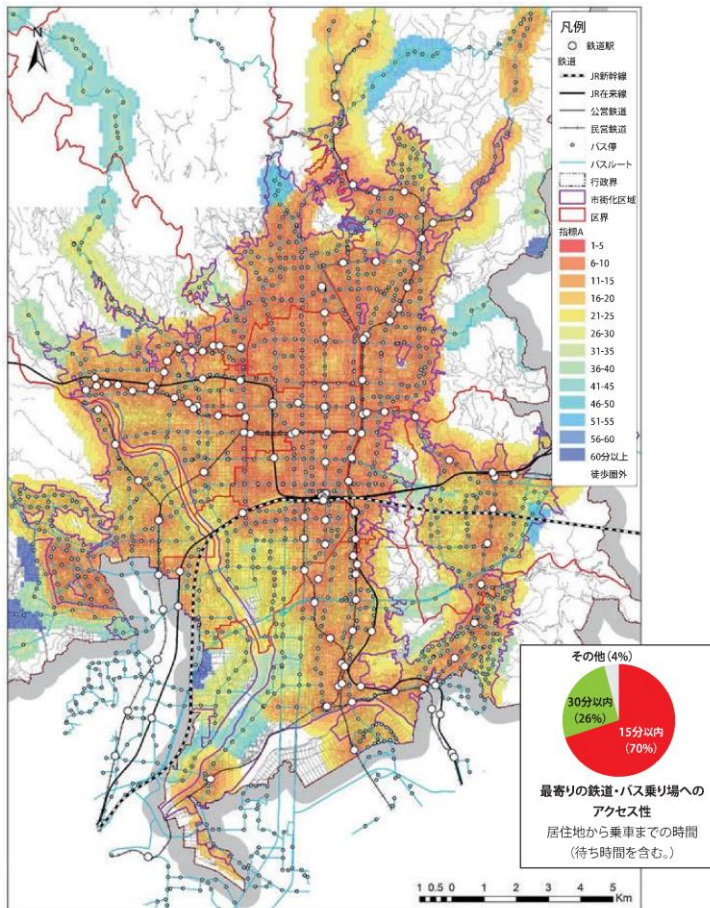 N
凡例
鉄道駅
鉄道
JR新幹線
JR在来線
公営鉄道
民営鉄道
バス停
バスルート
行政界
市街化区域
区界
指標A
1-5
6-10
11-15
16-20
21-25
26-30
31-35
36-40
41-45
46-50
51-55
56-60
60分以上
徒歩圏外
その他(4%)
30分以内
(26%)
15分以内
(70%)
最寄りの鉄道・バス乗り場への
アクセス性
居住地から乗車までの時間
(待ち時間を含む。)
1 0.5 0 1 2 3 4 5
Km